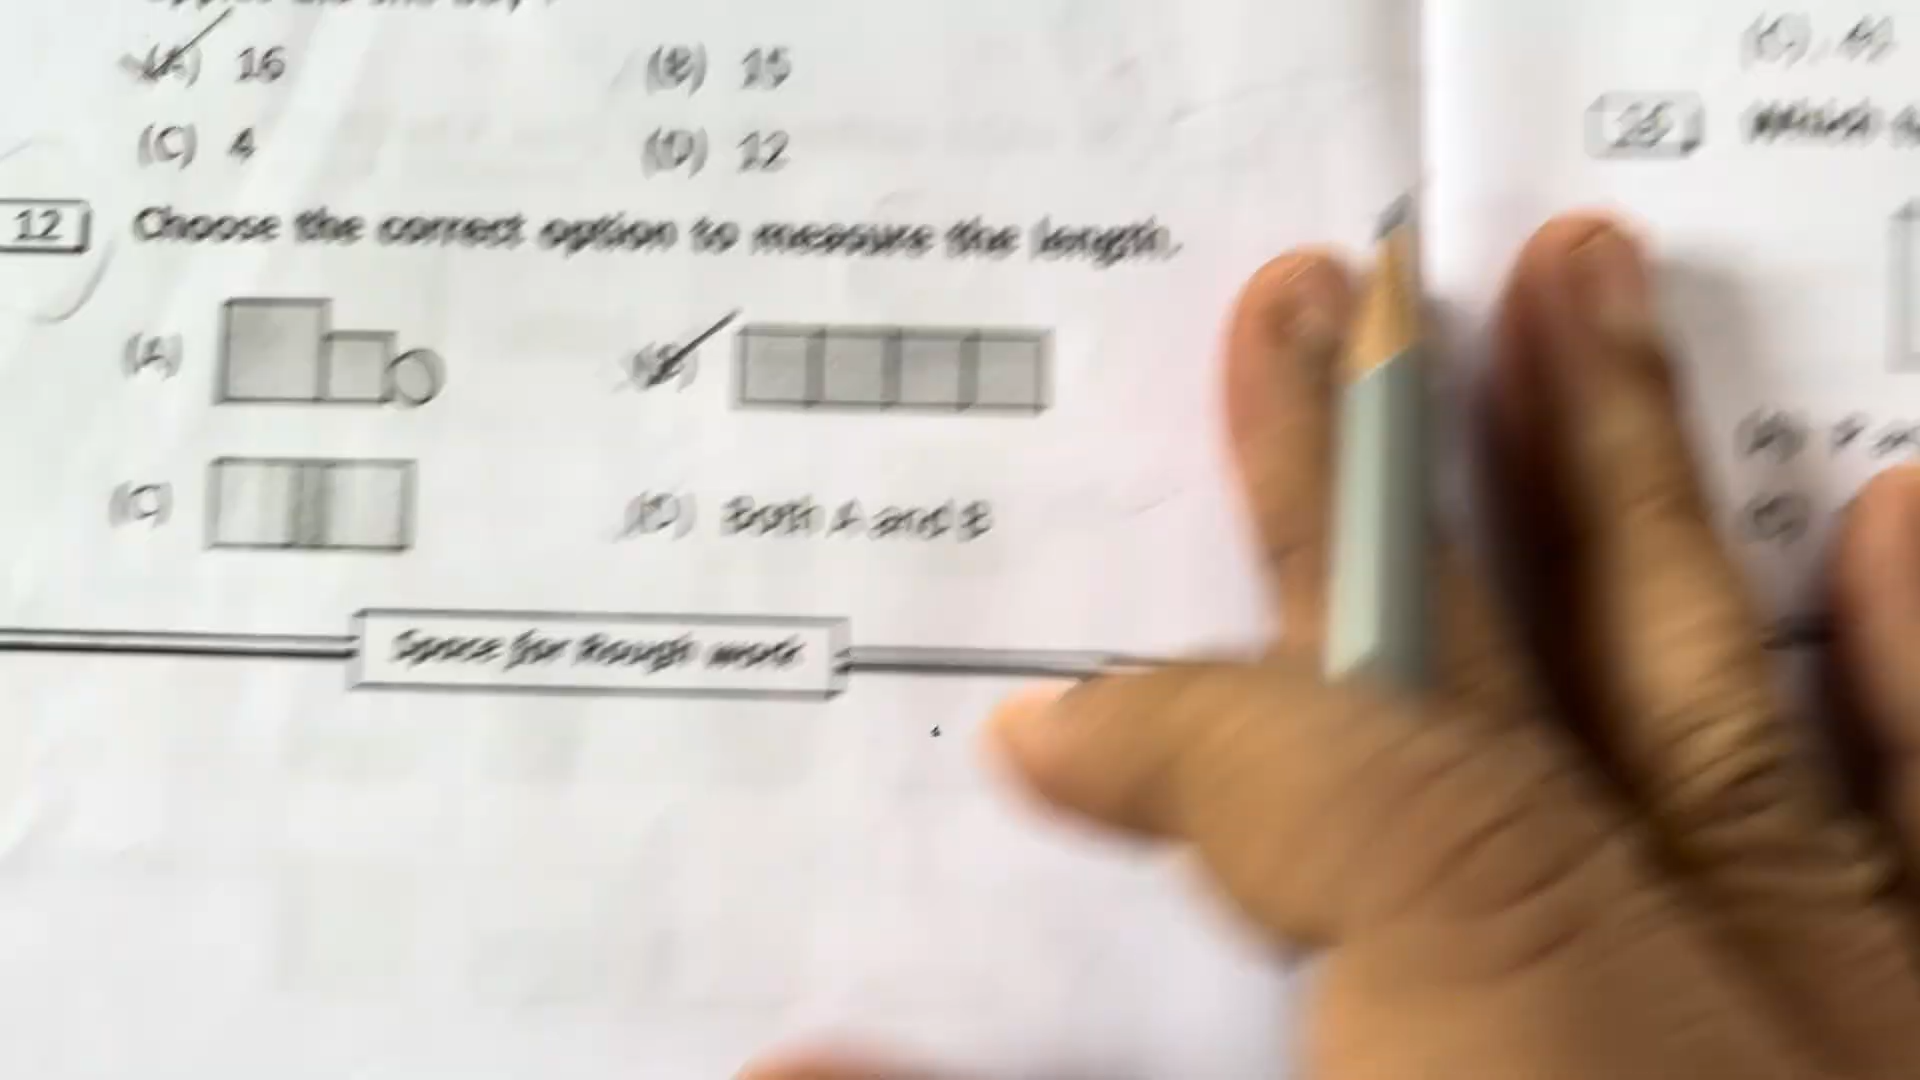 (A) 16
(B) 15
(C) 4
(D) 12
12
Choose the correct option to measure the length.
(A)
(B)
(C)
(D) Both A and B
Space for Rough work